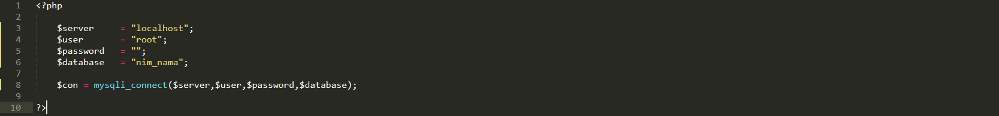 1 <?php
2
3 $server = "localhost";
4 $user = "root";
5 $password = "";
6 $database = "nim_nama";
7
8 $con = mysqli_connect($server,$user,$password,$database);
9
10 ?>